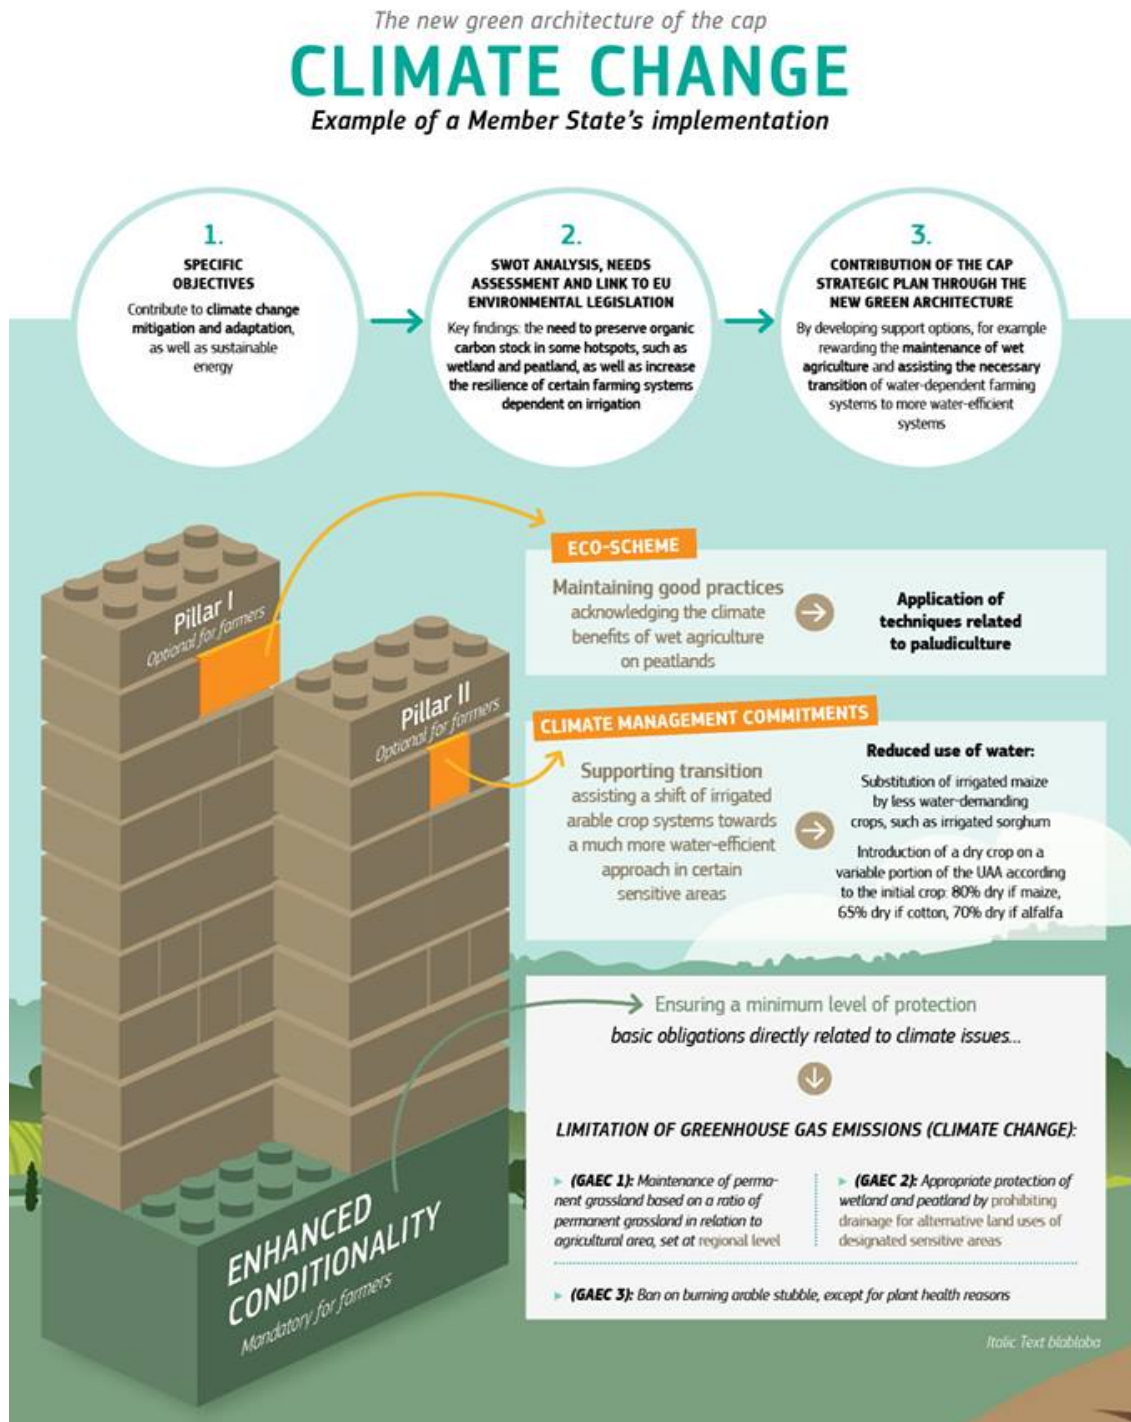 The new green architecture of the cap
CLIMATE CHANGE
Example of a Member State's implementation
1.
SPECIFIC
OBJECTIVES
Contribute to climate change
mitigation and adaptation,
as well as sustainable
energy
2.
SWOT ANALYSIS, NEEDS
ASSESSMENT AND LINK TO EU
ENVIRONMENTAL LEGISLATION
Key findings: the need to preserve organic
carbon stock in some hotspots, such as
wetland and peatland, as well as increase
the resilience of certain farming systems
dependent on irrigation
3.
CONTRIBUTION OF THE CAP
STRATEGIC PLAN THROUGH THE
NEW GREEN ARCHITECTURE
By developing support options, for example
rewarding the maintenance of wet
agriculture and assisting the necessary
transition of water-dependent farming
systems to more water-efficient
systems
Pillar I
Optional for farmers
ECO-SCHEME
Maintaining good practices
acknowledging the climate
benefits of wet agriculture
on peatlands
Application of
techniques related
to paludiculture
Pillar II
Optional for farmers
CLIMATE MANAGEMENT COMMITMENTS
Supporting transition
assisting a shift of irrigated
arable crop systems towards
a much more water-efficient
approach in certain
sensitive areas
Reduced use of water:
Substitution of irrigated maize
by less water-demanding
crops, such as irrigated sorghum
Introduction of a dry crop on a
variable portion of the UAA according
to the initial crop: 80% dry if maize,
65% dry if cotton, 70% dry if alfalfa
ENHANCED
CONDITIONALITY
Mandatory for farmers
Ensuring a minimum level of protection
basic obligations directly related to climate issues...
LIMITATION OF GREENHOUSE GAS EMISSIONS (CLIMATE CHANGE):
(GAEC 1): Maintenance of perma-
nent grassland based on a ratio of
permanent grassland in relation to
agricultural area, set at regional level
(GAEC 2): Appropriate protection of
wetland and peatland by prohibiting
drainage for alternative land uses of
designated sensitive areas
(GAEC 3): Ban on burning arable stubble, except for plant health reasons
Italic Text blablaba